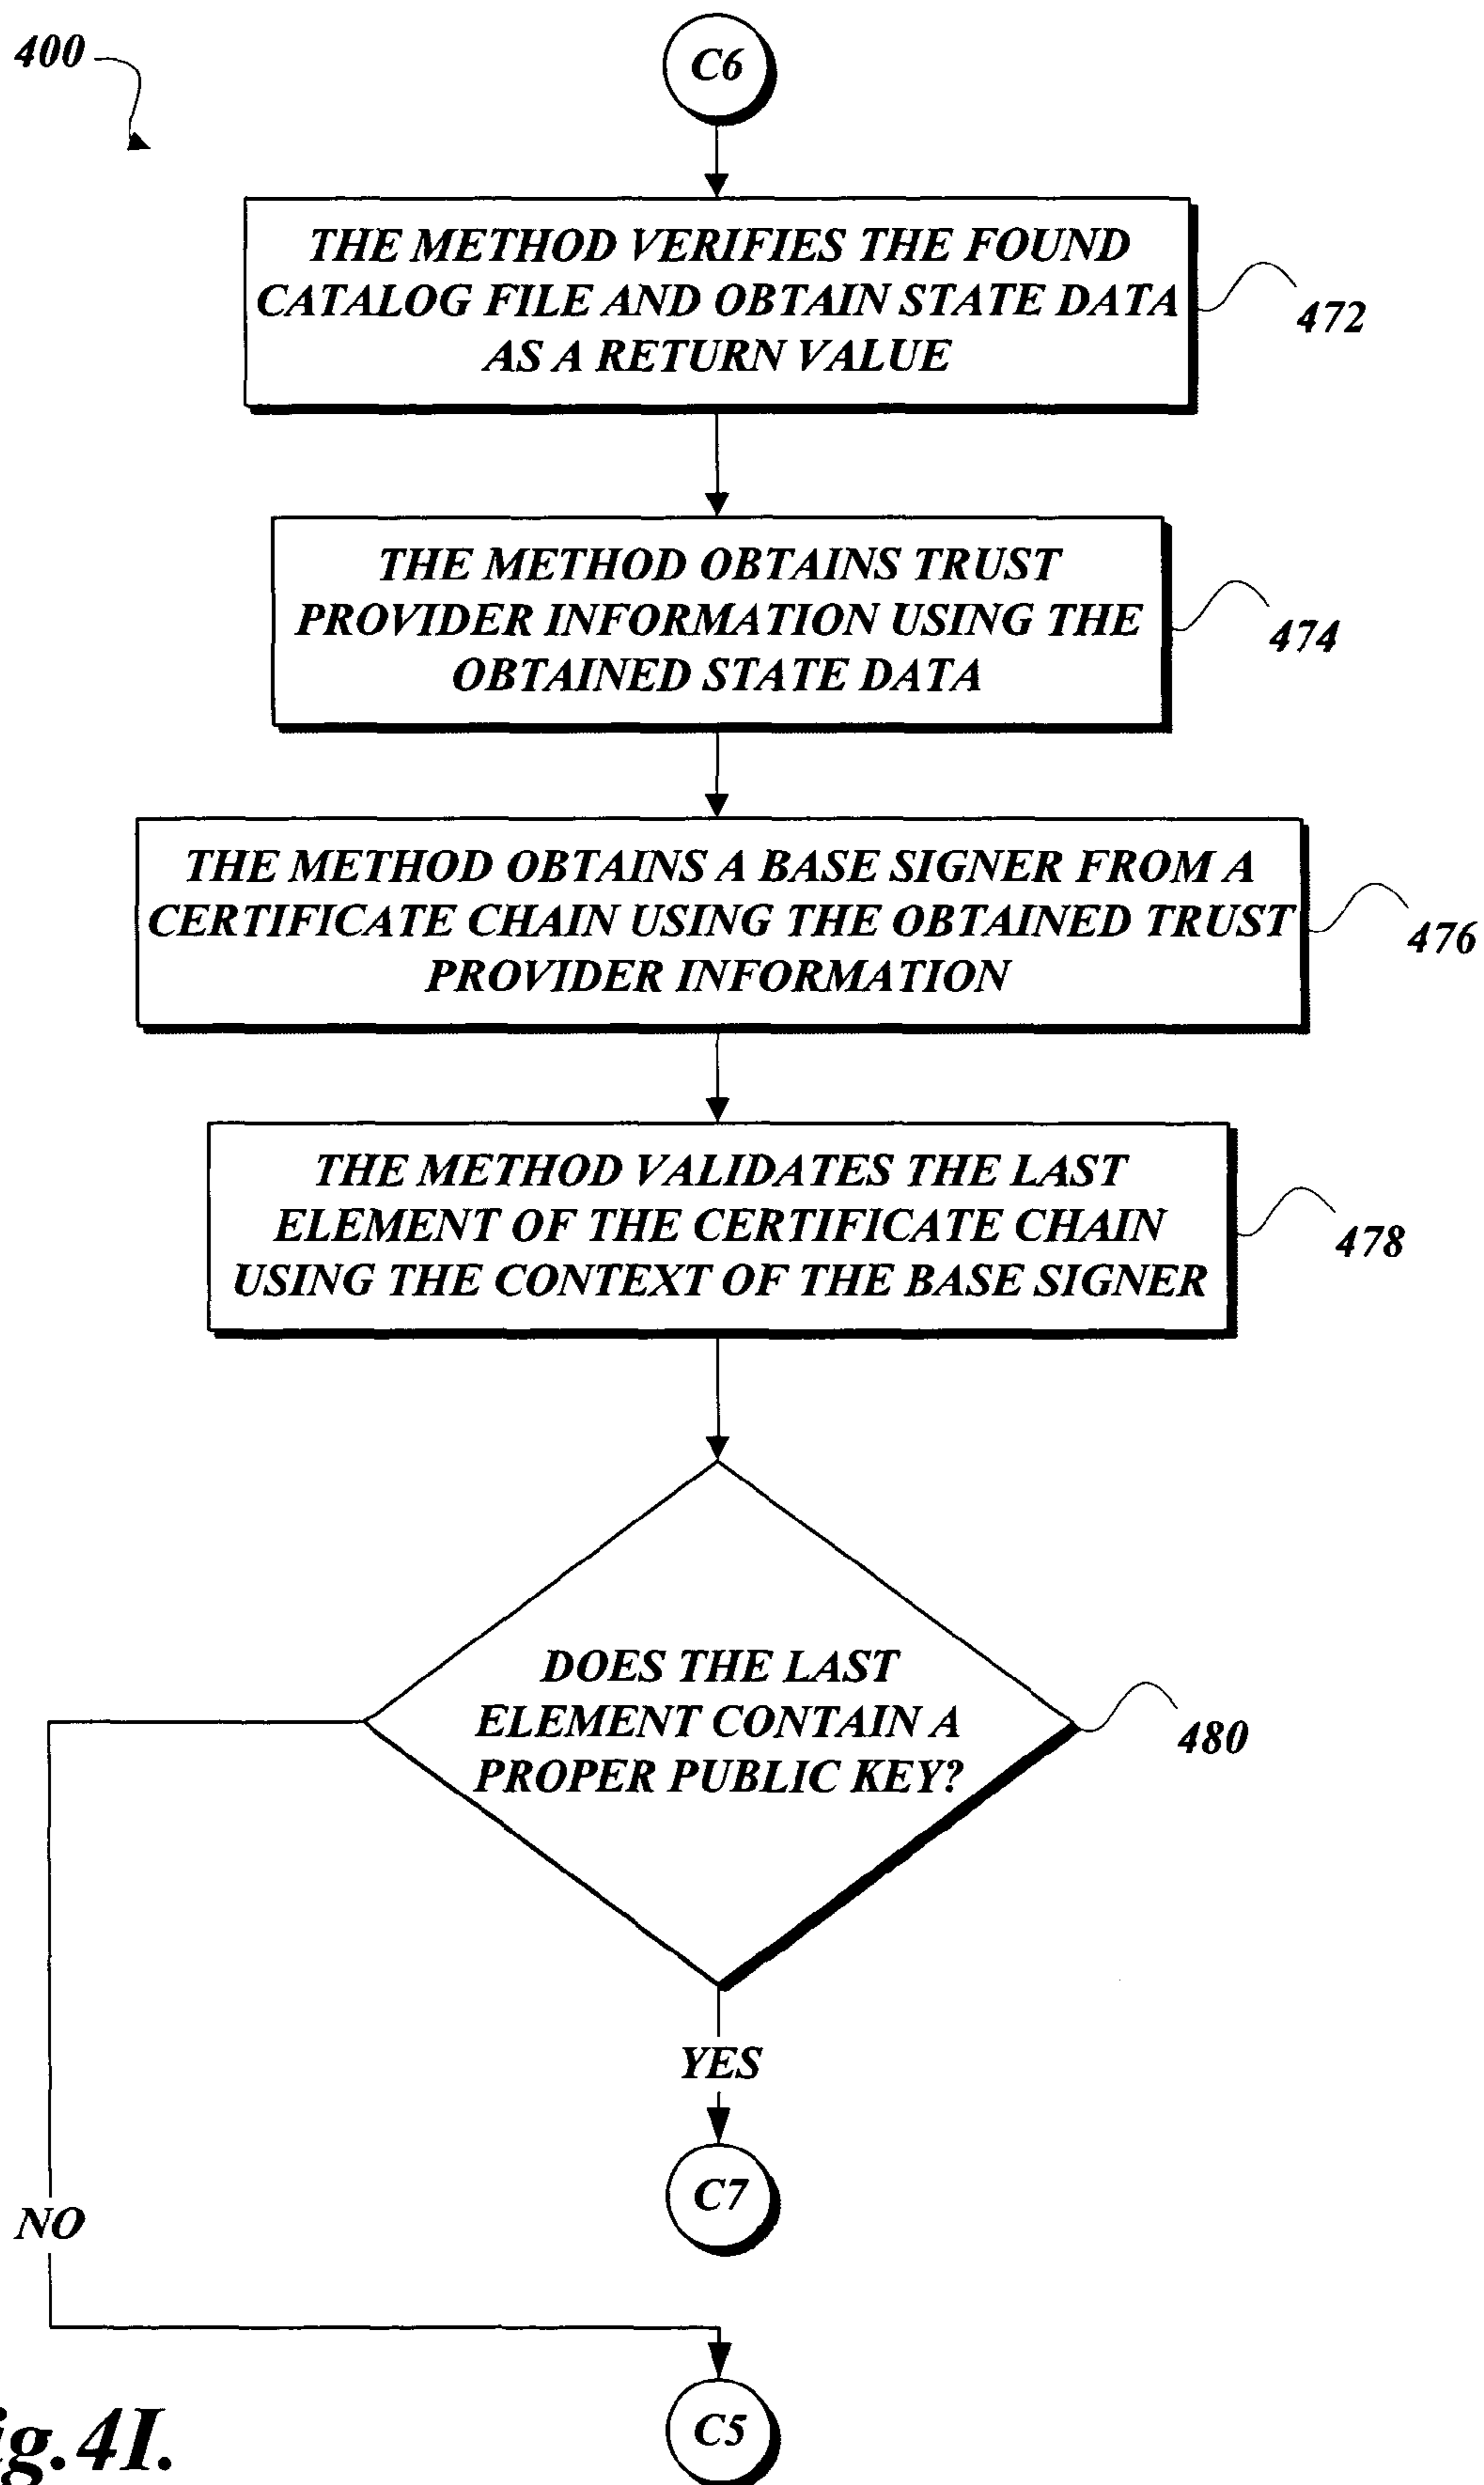 400
C6
THE METHOD VERIFIES THE FOUND
CATALOG FILE AND OBTAIN STATE DATA
AS A RETURN VALUE
472
THE METHOD OBTAINS TRUST
PROVIDER INFORMATION USING THE
OBTAINED STATE DATA
474
THE METHOD OBTAINS A BASE SIGNER FROM A
CERTIFICATE CHAIN USING THE OBTAINED TRUST
PROVIDER INFORMATION
476
THE METHOD VALIDATES THE LAST
ELEMENT OF THE CERTIFICATE CHAIN
USING THE CONTEXT OF THE BASE SIGNER
478
DOES THE LAST
ELEMENT CONTAIN A
PROPER PUBLIC KEY?
480
YES
C7
NO
C5
ig.4I.